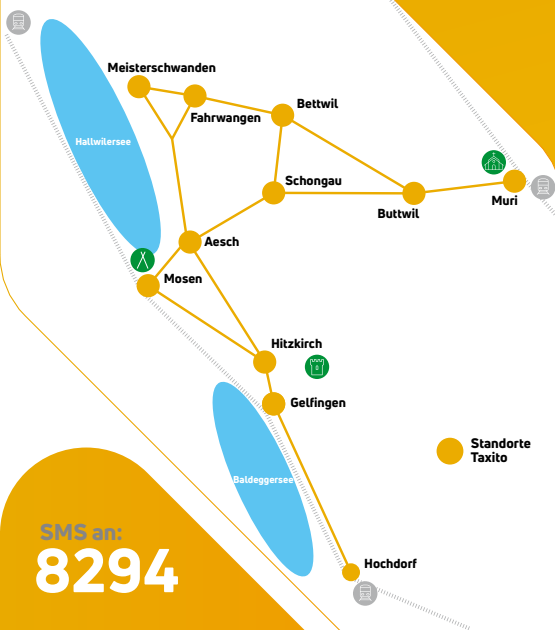 Meisterschwanden
Bettwil
Fahrwangen
Hallwilersee
Schongau
Muri
Buttwil
Aesch
Mosen
Hitzkirch
Gelfingen
Standorte
Taxito
Baldeggersee
SMS an:
8294
Hochdorf